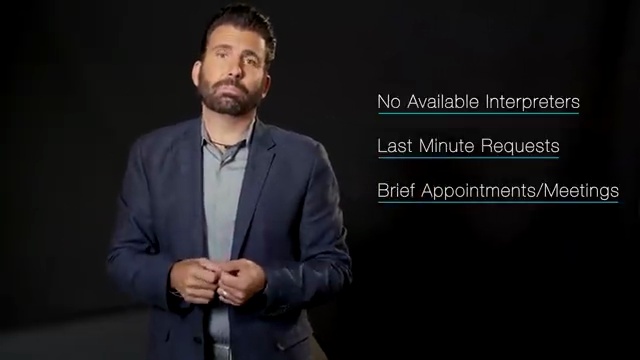 No Available Interpreters
Last Minute Requests
Brief Appointments/Meetings